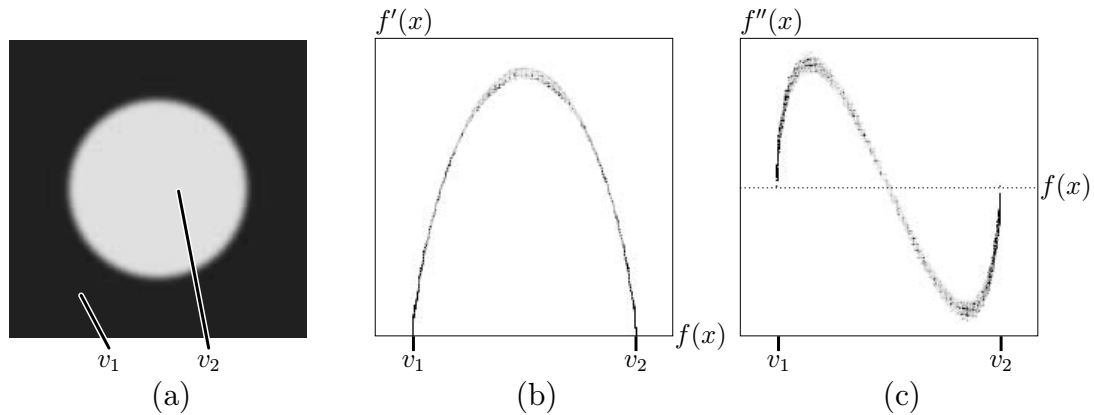 f′(x)
f″(x)
f(x)
f(x)
v₁
v₂
v₁
v₂
v₁
v₂
(a)
(b)
(c)